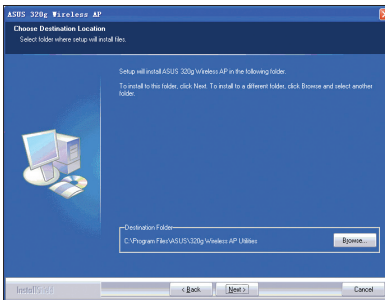 ASUS 320g Wireless AP
Choose Destination Location
Select folder where setup will install files.
Setup will install ASUS 320g Wireless AP in the following folder.
To install to this folder, click Next. To install to a different folder, click Browse and select another
folder.
Destination Folder
C:\Program Files\ASUS\320g Wireless AP Utilities
Browse...
InstallShield
< Back
Next >
Cancel